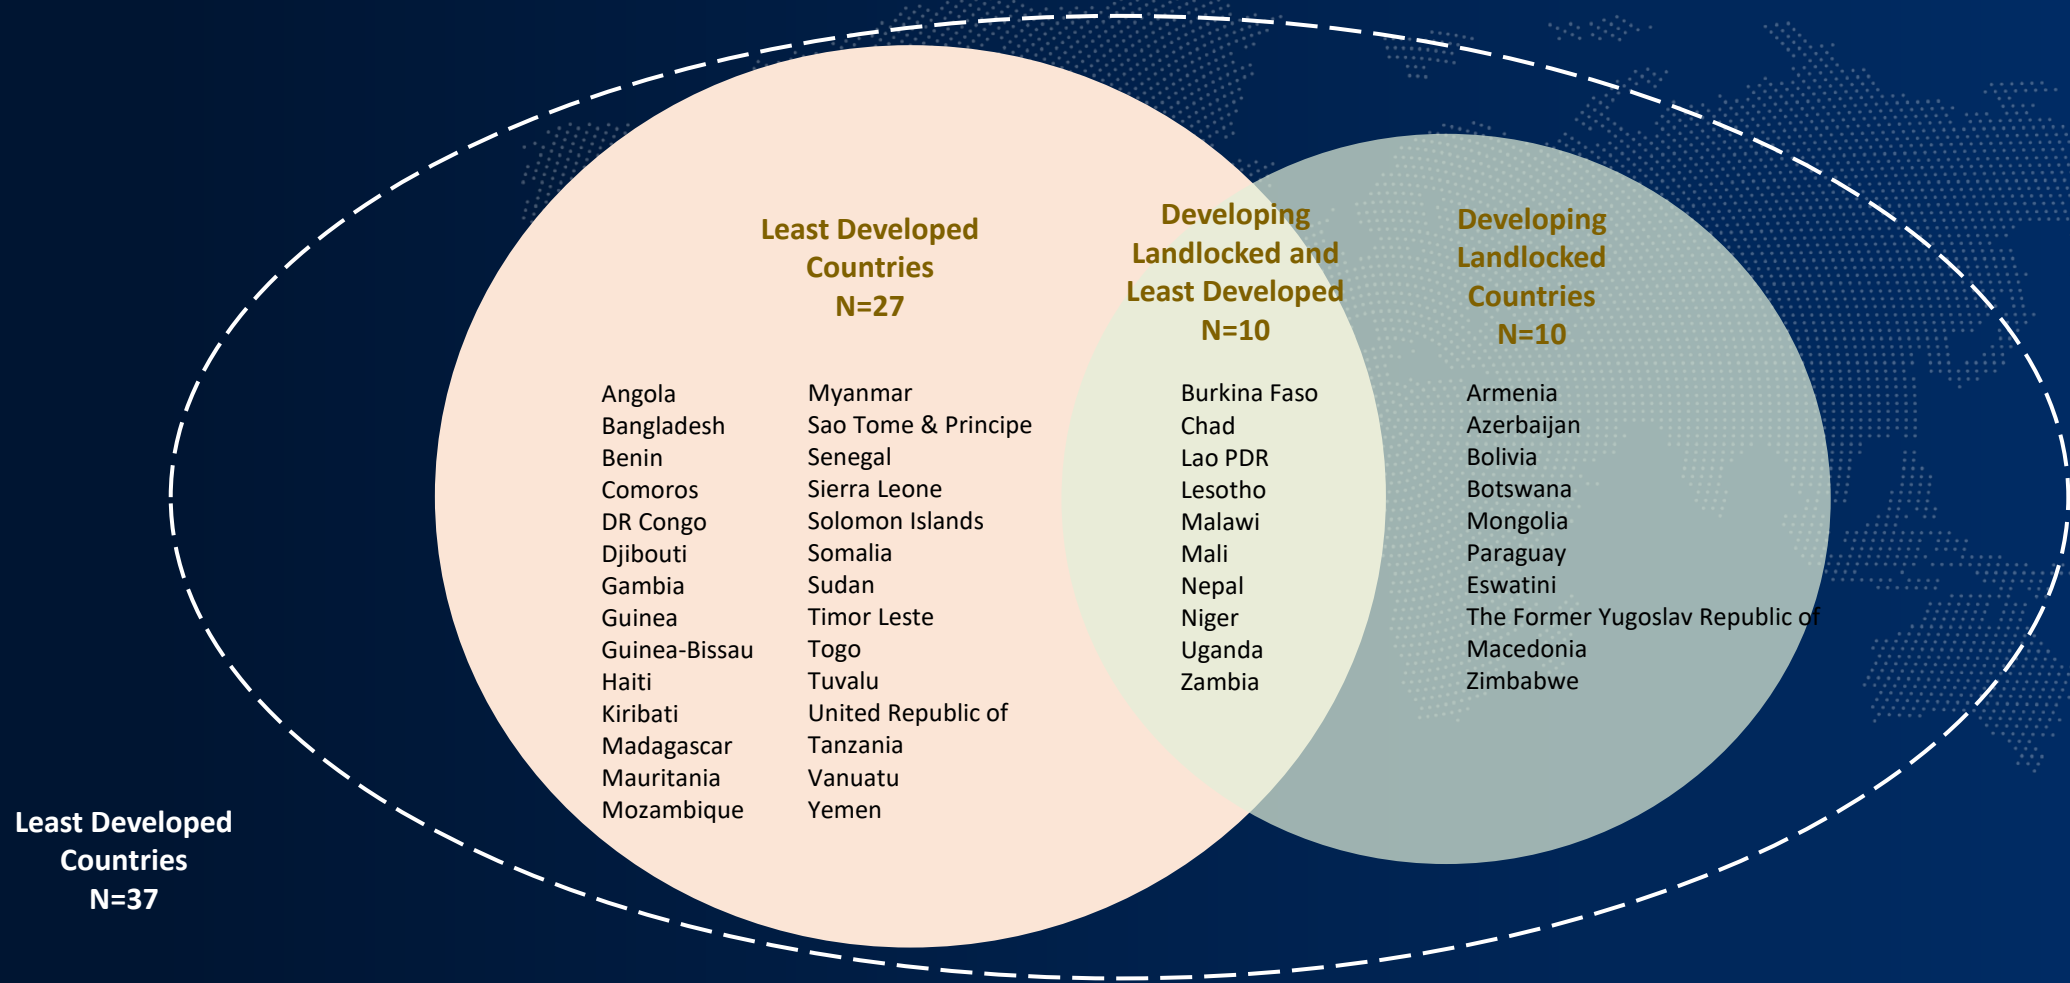 Least Developed
Countries
N=27
Angola
Bangladesh
Benin
Comoros
DR Congo
Djibouti
Gambia
Guinea
Guinea-Bissau
Haiti
Kiribati
Madagascar
Mauritania
Mozambique
Myanmar
Sao Tome & Principe
Senegal
Sierra Leone
Solomon Islands
Somalia
Sudan
Timor Leste
Togo
Tuvalu
United Republic of
Tanzania
Vanuatu
Yemen
Developing
Landlocked and
Least Developed
N=10
Burkina Faso
Chad
Lao PDR
Lesotho
Malawi
Mali
Nepal
Niger
Uganda
Zambia
Developing
Landlocked
Countries
N=10
Armenia
Azerbaijan
Bolivia
Botswana
Mongolia
Paraguay
Eswatini
The Former Yugoslav Republic of
Macedonia
Zimbabwe
Least Developed
Countries
N=37